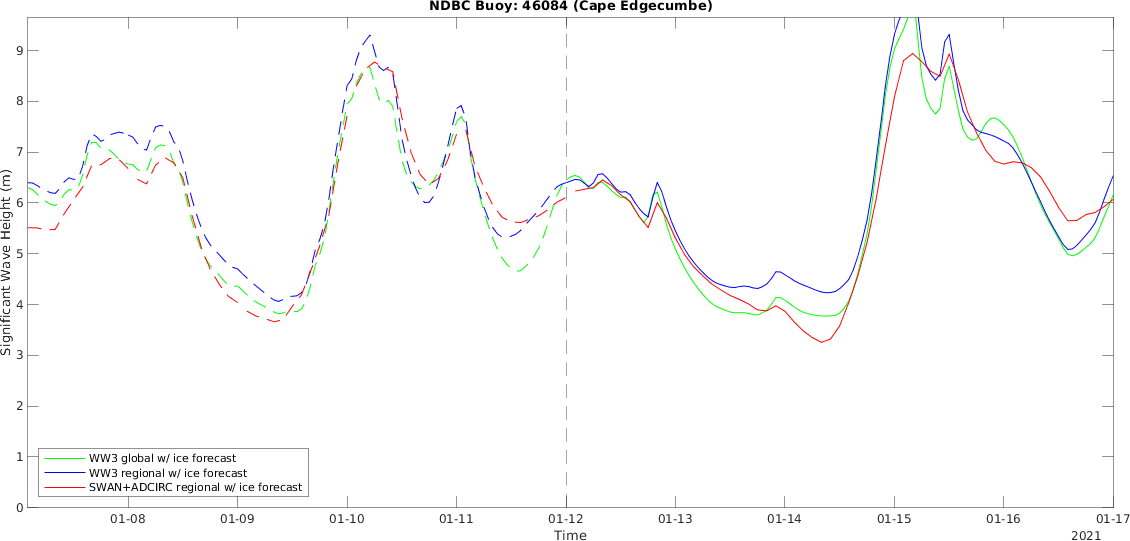 NDBC Buoy: 46084 (Cape Edgecumbe)
Significant Wave Height (m)
9
8
7
6
5
4
3
2
1
0
WW3 global w/ ice forecast
WW3 regional w/ ice forecast
SWAN+ADCIRC regional w/ ice forecast
01-08 01-09 01-10 01-11 01-12 01-13 01-14 01-15 01-16 01-17
Time
2021